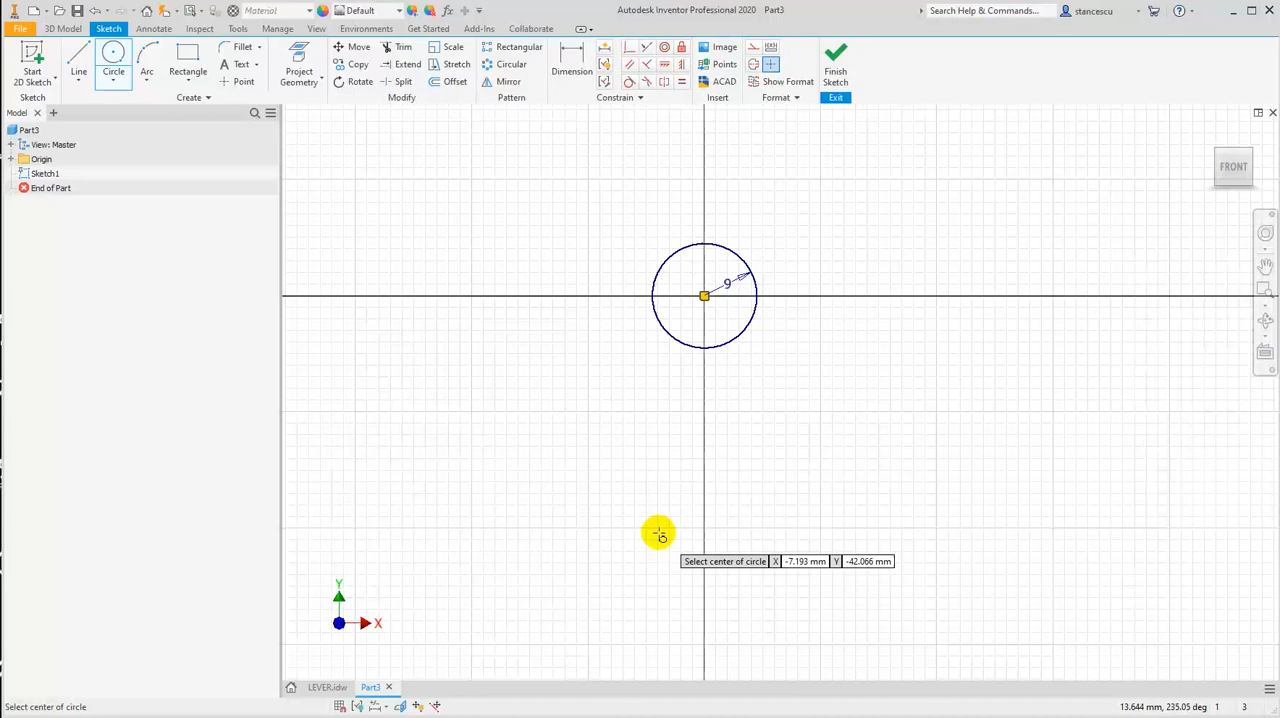 Material Default Autodesk Inventor Professional 2020 Part3 Search Help & Commands... stancescu
File 3D Model Sketch Annotate Inspect Tools Manage View Environments Get Started Add-Ins Collaborate
Start 2D Sketch Line Circle Arc Rectangle Fillet Text Point Project Geometry
Move Trim Scale
Copy Extend Stretch
Rotate Split Offset
Rectangular
Circular
Mirror
Dimension
Image
Points
ACAD
Show Format
Finish Sketch
Sketch Create Modify Pattern Constrain Insert Format Exit
Model
Part3
View: Master
Origin
Sketch1
End of Part
FRONT
9
Select center of circle X -7.193 mm Y -42.066 mm
Y
X
LEVER.idw Part3
Select center of circle 13.644 mm, 235.05 deg 1 3